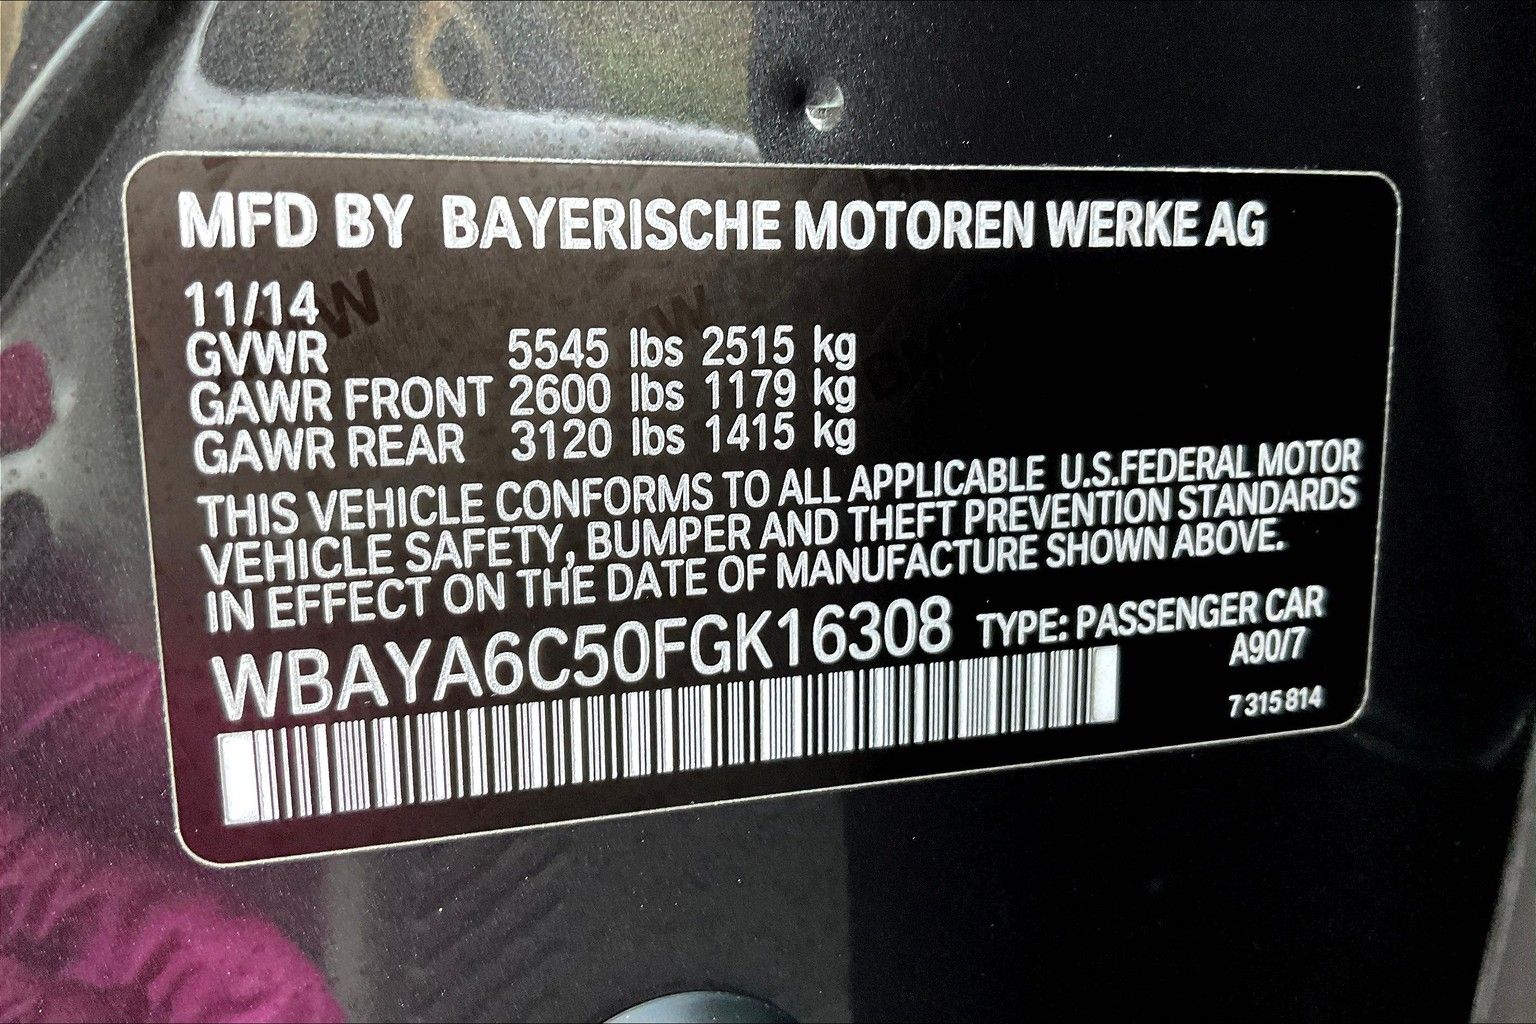 MFD BY BAYERISCHE MOTOREN WERKE AG
11/14
GVWR 5545 lbs 2515 kg
GAWR FRONT 2600 lbs 1179 kg
GAWR REAR 3120 lbs 1415 kg
THIS VEHICLE CONFORMS TO ALL APPLICABLE U.S.FEDERAL MOTOR
VEHICLE SAFETY, BUMPER AND THEFT PREVENTION STANDARDS
IN EFFECT ON THE DATE OF MANUFACTURE SHOWN ABOVE.
WBAYA6C50FGK16308 TYPE: PASSENGER CAR
A90/7
7 315 814